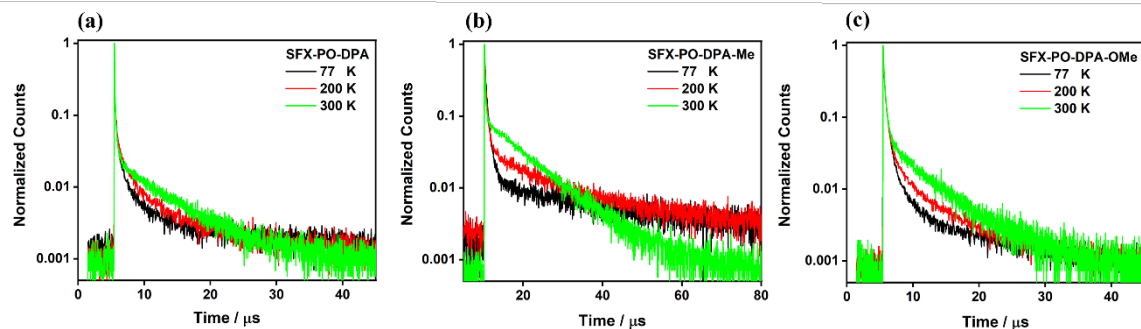 (a)
SFX-PO-DPA
77 K
200 K
300 K
Normalized Counts
1
0.1
0.01
0.001
0
10
20
30
40
Time / μs
(b)
SFX-PO-DPA-Me
77 K
200 K
300 K
Normalized Counts
1
0.1
0.01
0.001
20
40
60
80
Time / μs
(c)
SFX-PO-DPA-OMe
77 K
200 K
300 K
Normalized Counts
1
0.1
0.01
0.001
0
10
20
30
40
Time / μs